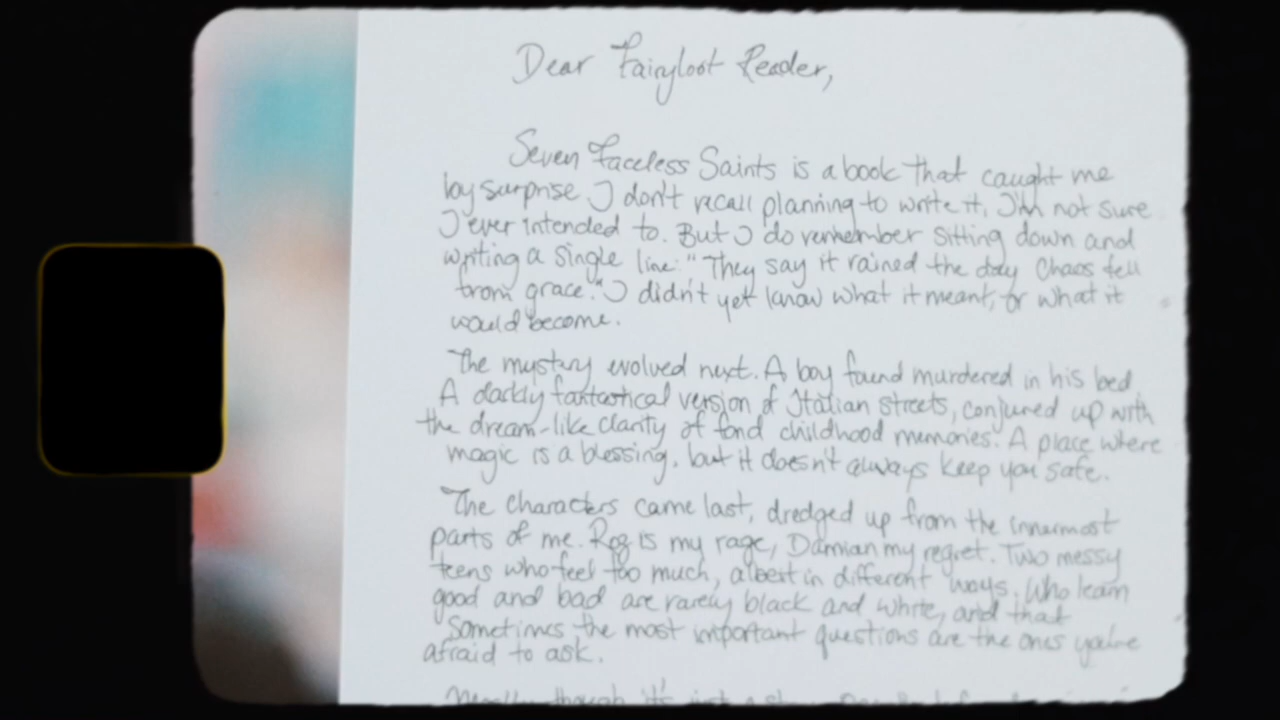 Dear Fairyloot Reader,
Seven Faceless Saints is a book that caught me
by surprise. I don't recall planning to write it. I'm not sure
I ever intended to. But I do remember sitting down and
writing a single line: "They say it rained the day Chaos fell
from grace." I didn't yet know what it meant, or what it
would become.
The mystery evolved next. A boy found murdered in his bed.
A darkly fantastical version of Italian streets, conjured up with
the dream-like clarity of fond childhood memories. A place where
magic is a blessing, but it doesn't always keep you safe.
The characters came last, dredged up from the innermost
parts of me. Roz is my rage, Damian my regret. Two messy
teens who feel too much, albeit in different ways. Who learn
good and bad are rarely black and white, and that
sometimes the most important questions are the ones you're
afraid to ask.
though it's just a